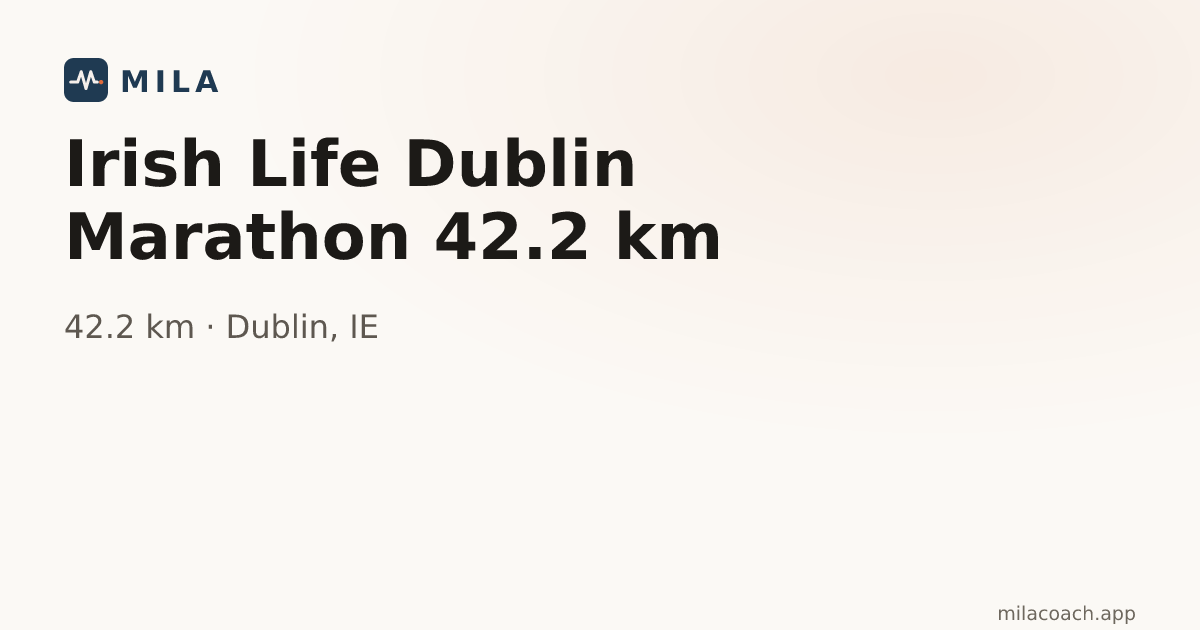 MILA
Irish Life Dublin
Marathon 42.2 km
42.2 km · Dublin, IE
milacoach.app